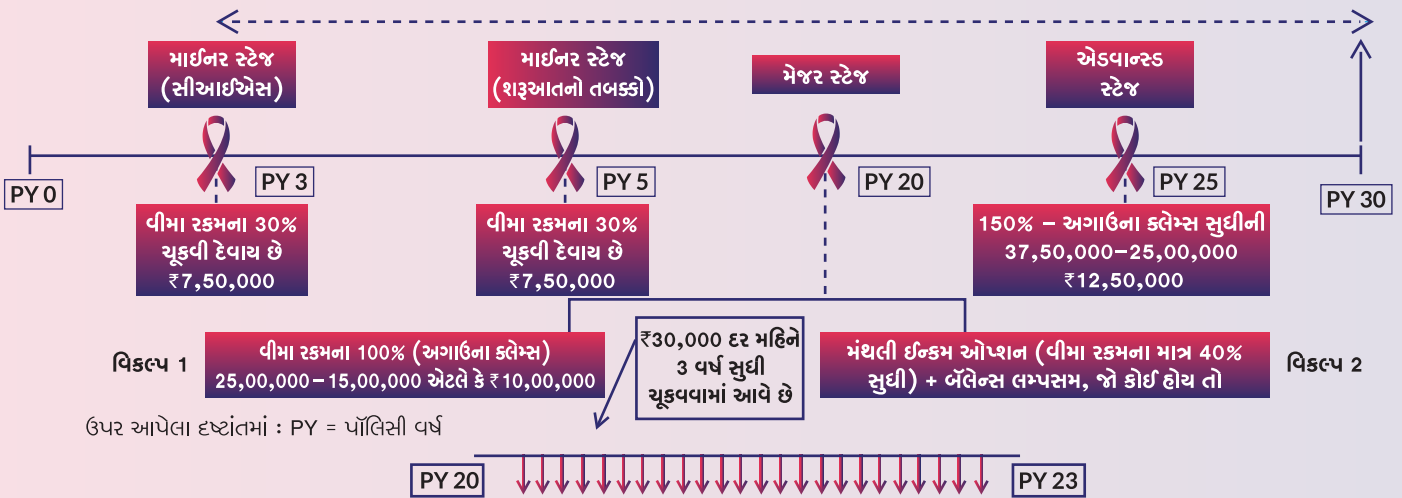 માઈનર સ્ટેજ
(સીઆઈએસ)
માઈનર સ્ટેજ
(શરૂઆતનો તબક્કો)
મેજર સ્ટેજ
એડવાન્સ્ડ
સ્ટેજ
PY 0
PY 3
PY 5
PY 20
PY 25
PY 30
વીમા રકમના 30%
ચૂકવી દેવાય છે
₹7,50,000
વીમા રકમના 30%
ચૂકવી દેવાય છે
₹7,50,000
150% – અગાઉના ક્લેમ્સ સુધીની
37,50,000–25,00,000
₹12,50,000
વિકલ્પ 1
વીમા રકમના 100% (અગાઉના ક્લેમ્સ)
25,00,000–15,00,000 એટલે કે ₹10,00,000
₹30,000 દર મહિને
3 વર્ષ સુધી
ચૂકવવામાં આવે છે
મંથલી ઈન્કમ ઓપ્શન (વીમા રકમના માત્ર 40%
સુધી) + બૅલેન્સ લમ્પસમ, જો કોઈ હોય તો
વિકલ્પ 2
ઉપર આપેલા દષ્ટાંતમાં : PY = પૉલિસી વર્ષ
PY 20
PY 23